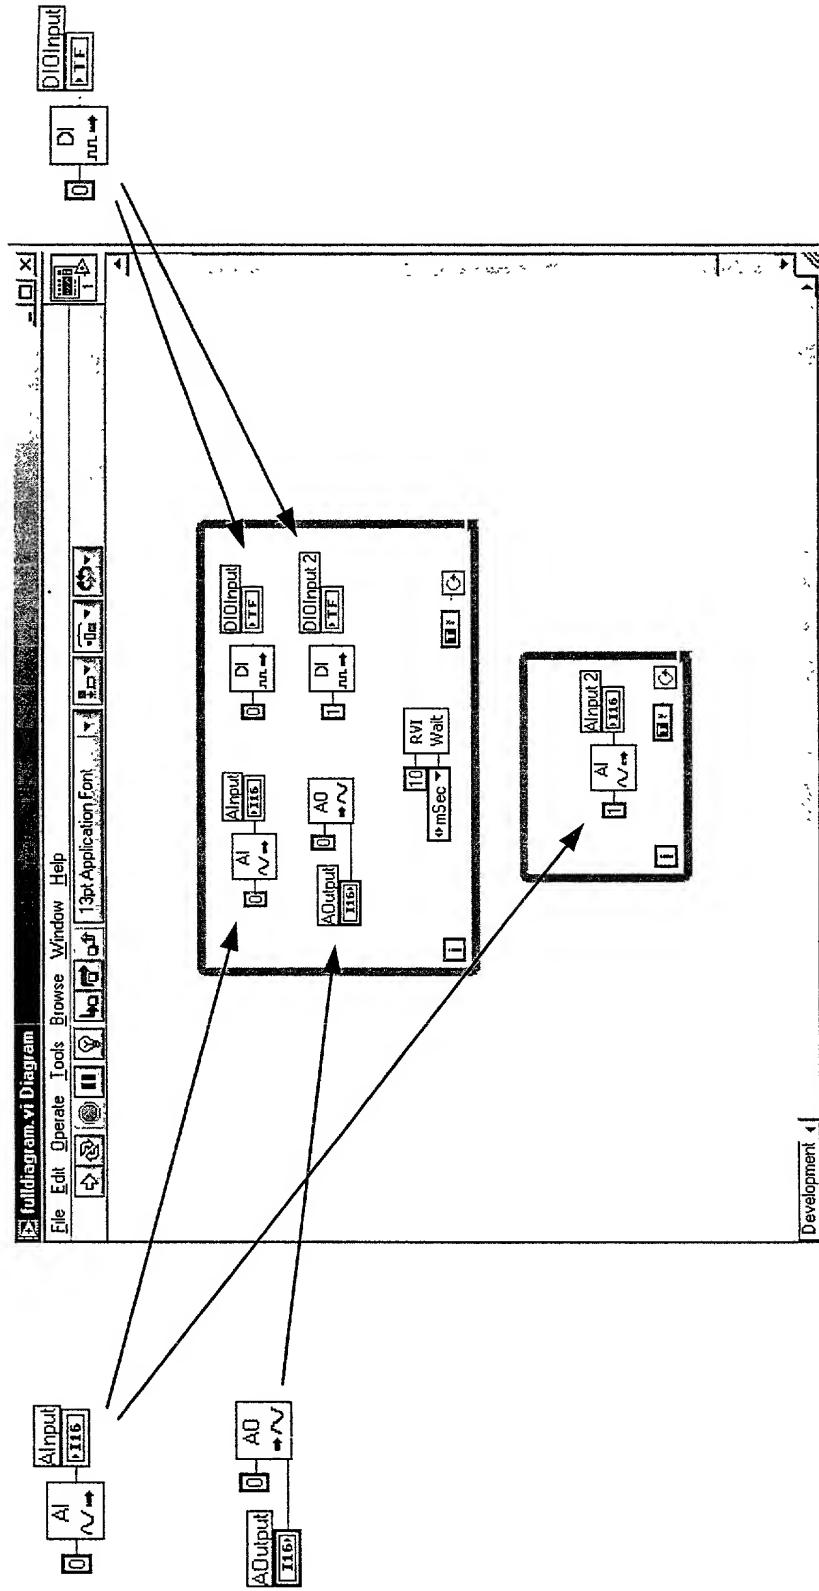 fulldiagram.vi Diagram
File Edit Operate Tools Browse Window Help
13pt Application Font
1
AI
0
AInput
I16
AO
0
AOutput
I16
DI
0
DIOInput
TF
AI
0
AInput
I16
DI
0
DIOInput
TF
AO
0
AOutput
I16
DI
1
DIOInput 2
TF
10
RVI
Wait
mSec
i
AI
1
AInput 2
I16
i
Development